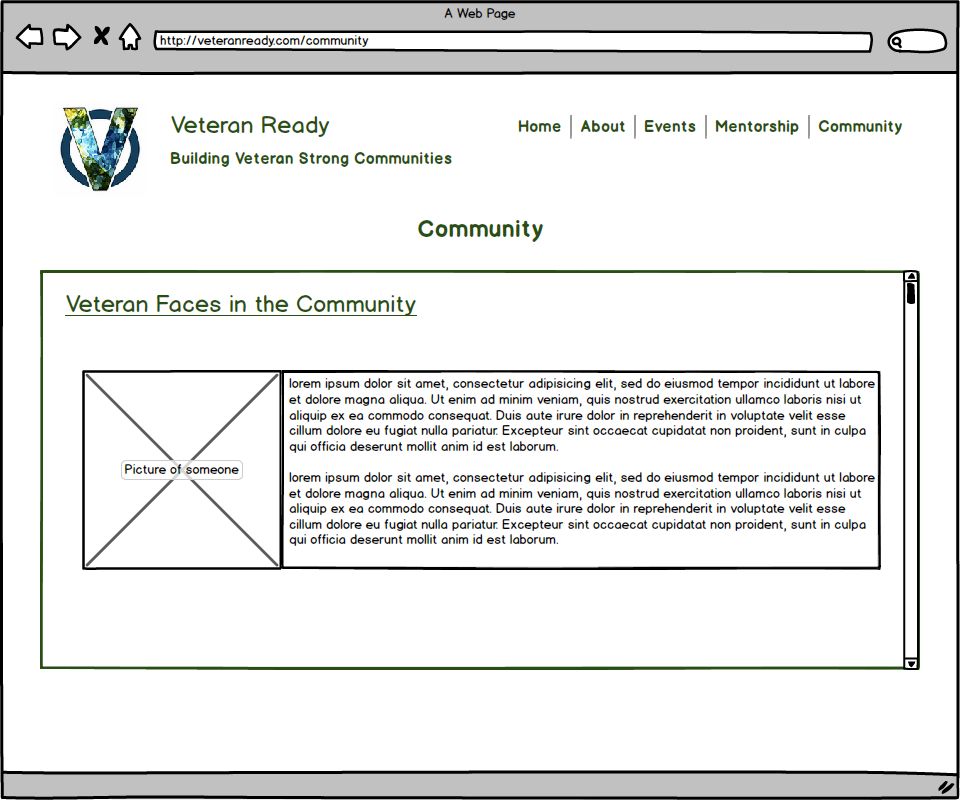 A Web Page
http://veteranready.com/community
V
Veteran Ready
Building Veteran Strong Communities
Home About Events Mentorship Community
Community
Veteran Faces in the Community
Picture of someone
lorem ipsum dolor sit amet, consectetur adipisicing elit, sed do eiusmod tempor incididunt ut labore
et dolore magna aliqua. Ut enim ad minim veniam, quis nostrud exercitation ullamco laboris nisi ut
aliquip ex ea commodo consequat. Duis aute irure dolor in reprehenderit in voluptate velit esse
cillum dolore eu fugiat nulla pariatur. Excepteur sint occaecat cupidatat non proident, sunt in culpa
qui officia deserunt mollit anim id est laborum.
lorem ipsum dolor sit amet, consectetur adipisicing elit, sed do eiusmod tempor incididunt ut labore
et dolore magna aliqua. Ut enim ad minim veniam, quis nostrud exercitation ullamco laboris nisi ut
aliquip ex ea commodo consequat. Duis aute irure dolor in reprehenderit in voluptate velit esse
cillum dolore eu fugiat nulla pariatur. Excepteur sint occaecat cupidatat non proident, sunt in culpa
qui officia deserunt mollit anim id est laborum.